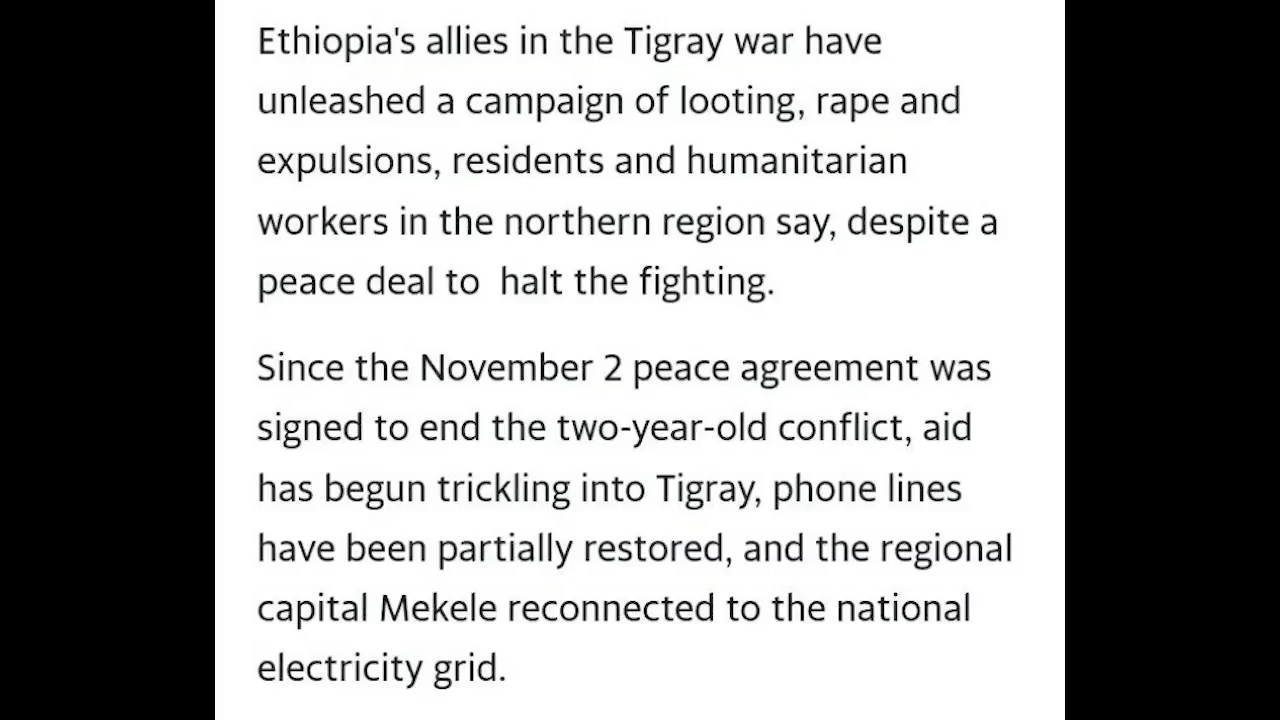 Ethiopia's allies in the Tigray war have
unleashed a campaign of looting, rape and
expulsions, residents and humanitarian
workers in the northern region say, despite a
peace deal to  halt the fighting.
Since the November 2 peace agreement was
signed to end the two-year-old conflict, aid
has begun trickling into Tigray, phone lines
have been partially restored, and the regional
capital Mekele reconnected to the national
electricity grid.